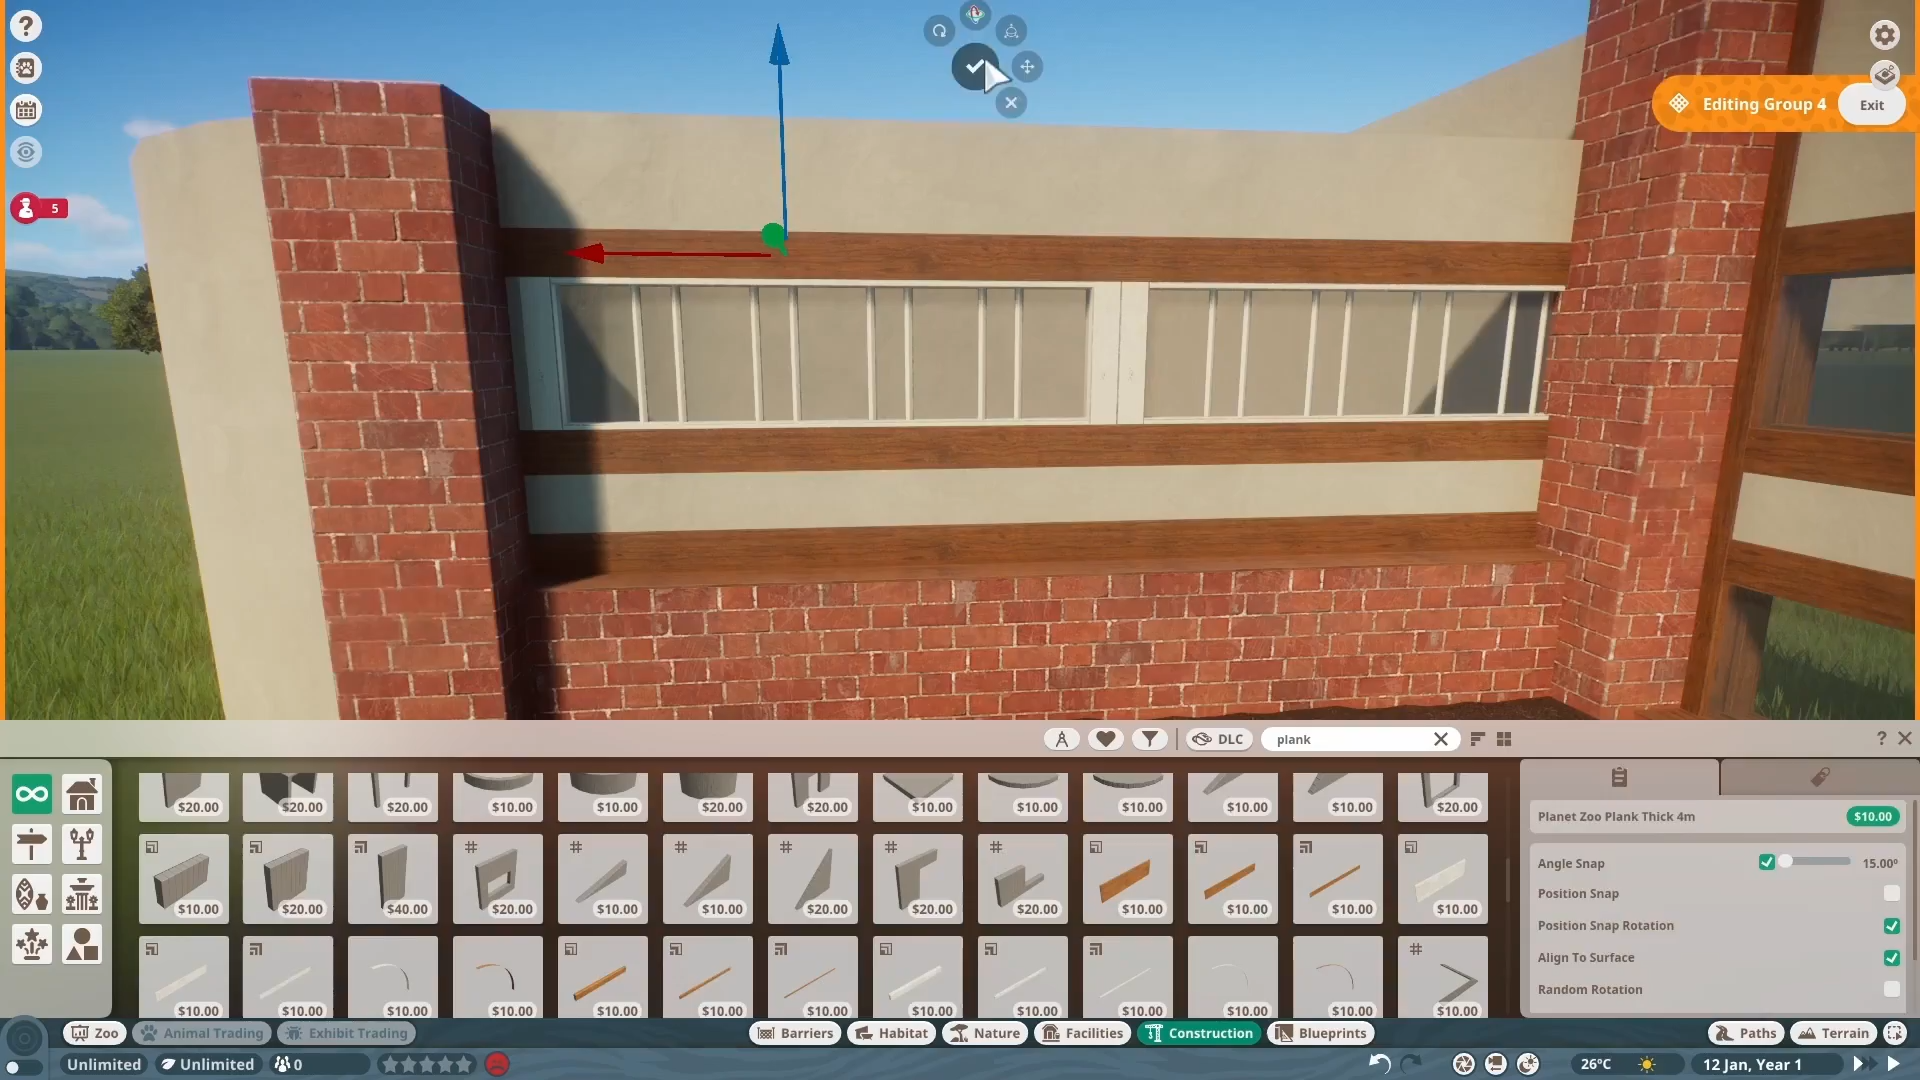 ?
5
Editing Group 4
Exit
DLC
plank
?
$20.00 $20.00 $20.00 $10.00 $10.00 $20.00 $20.00 $10.00 $10.00 $10.00 $10.00 $10.00 $20.00
$10.00 $20.00 $40.00 $20.00 $10.00 $10.00 $20.00 $20.00 $20.00 $10.00 $10.00 $10.00 $10.00
$10.00 $10.00 $10.00 $10.00 $10.00 $10.00 $10.00 $10.00 $10.00 $10.00 $10.00 $10.00 $10.00
Planet Zoo Plank Thick 4m $10.00
Angle Snap 15.00°
Position Snap
Position Snap Rotation
Align To Surface
Random Rotation
Zoo Animal Trading Exhibit Trading Barriers Habitat Nature Facilities Construction Blueprints Paths Terrain
Unlimited Unlimited 0 26°C 12 Jan, Year 1